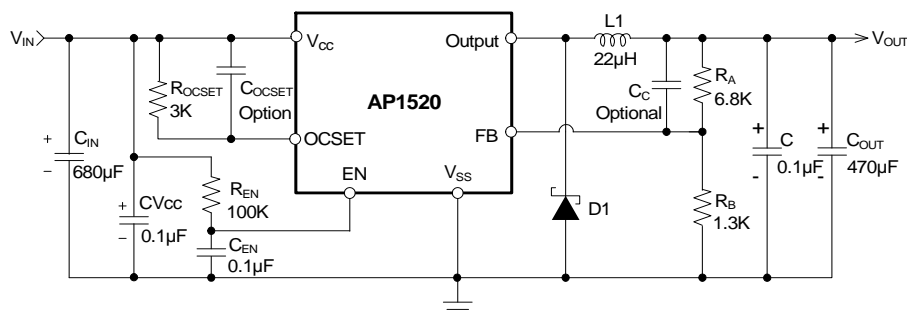 L1
VIN
VCC
Output
VOUT
22µH
ROCSET
3K
COCSET
Option
AP1520
CC
Optional
RA
6.8K
OCSET
FB
+
CIN
680µF
-
EN
VSS
+
C
0.1µF
-
+
COUT
470µF
-
REN
100K
+
CVcc
0.1µF
-
D1
RB
1.3K
CEN
0.1µF